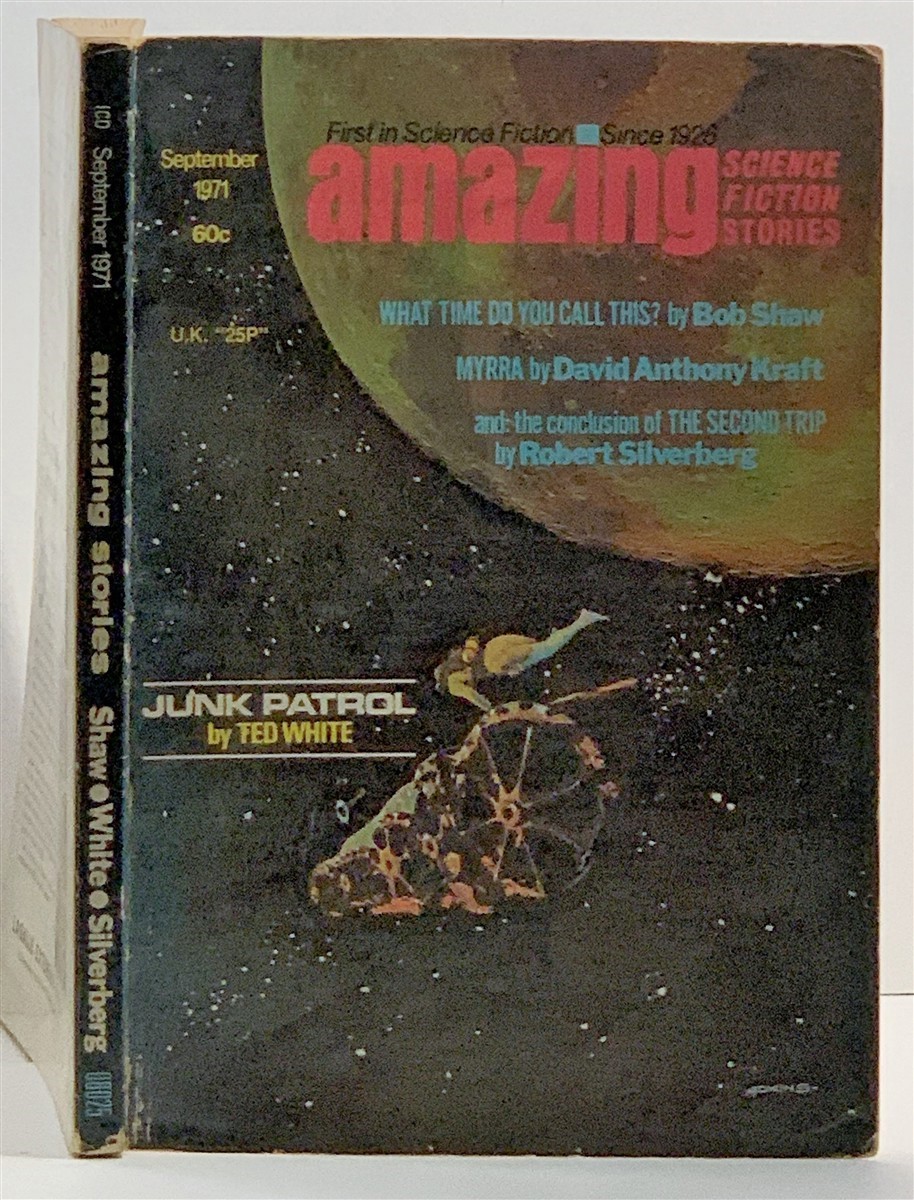 First in Science Fiction Since 1926
amazing
SCIENCE
FICTION
STORIES
September
1971
60c
U.K. "25P"
WHAT TIME DO YOU CALL THIS? by Bob Shaw
MYRRA by David Anthony Kraft
and: the conclusion of THE SECOND TRIP
by Robert Silverberg
JUNK PATROL
by TED WHITE
ICD September 1971 amazing stories Shaw • White • Silverberg 08025